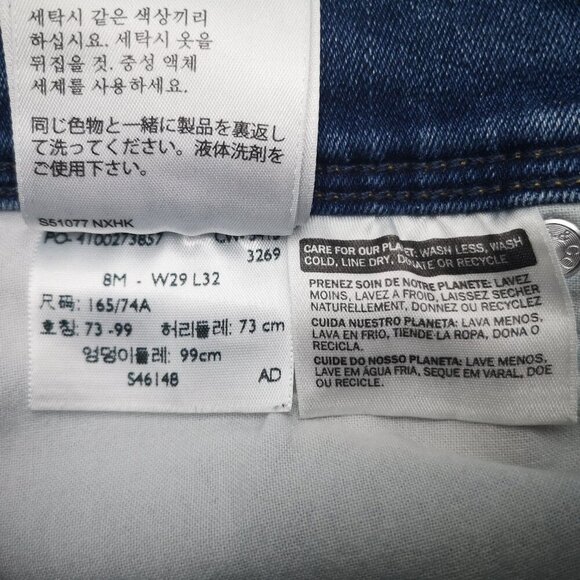 세탁시 같은 색상끼리
하십시요. 세탁시 옷을
뒤집을 것. 중성 액체
세제를 사용하세요.
同じ色物と一緒に製品を裏返し
て洗ってください。液体洗剤を
ご使用下さい。
S51077 NXHK
PO- 4100273857
3269
8M - W29 L32
尺码: 165/74A
호칭: 73 -99 허리둘레: 73 cm
엉덩이둘레: 99cm
S46148 AD
CARE FOR OUR PLANET: WASH LESS, WASH
COLD, LINE DRY, DONATE OR RECYCLE
PRENEZ SOIN DE NOTRE PLANETE: LAVEZ
MOINS, LAVEZ À FROID, LAISSEZ SECHER
NATURELLEMENT, DONNEZ OU RECYCLEZ
CUIDA NUESTRO PLANETA: LAVA MENOS,
LAVA EN FRIO, TIENDE LA ROPA, DONA O
RECICLA.
CUIDE DO NOSSO PLANETA: LAVE MENOS,
LAVE EM ÁGUA FRIA, SEQUE EM VARAL, DOE
OU RECICLE.